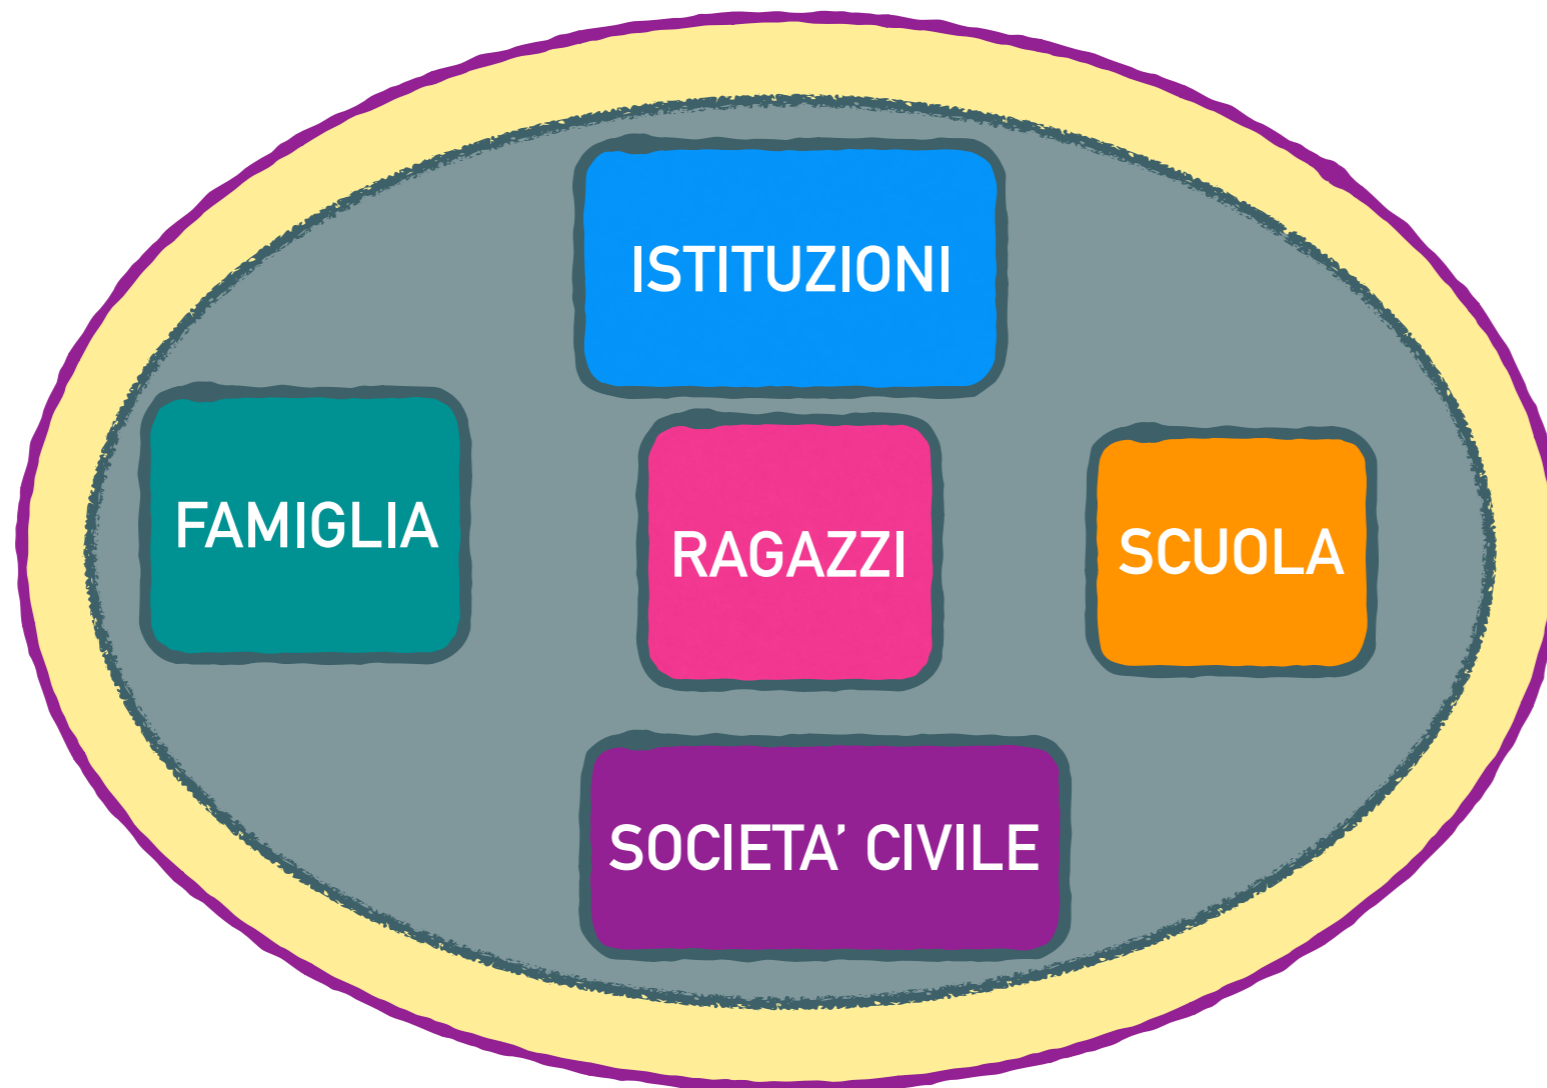 ISTITUZIONI
FAMIGLIA
RAGAZZI
SCUOLA
SOCIETA’ CIVILE